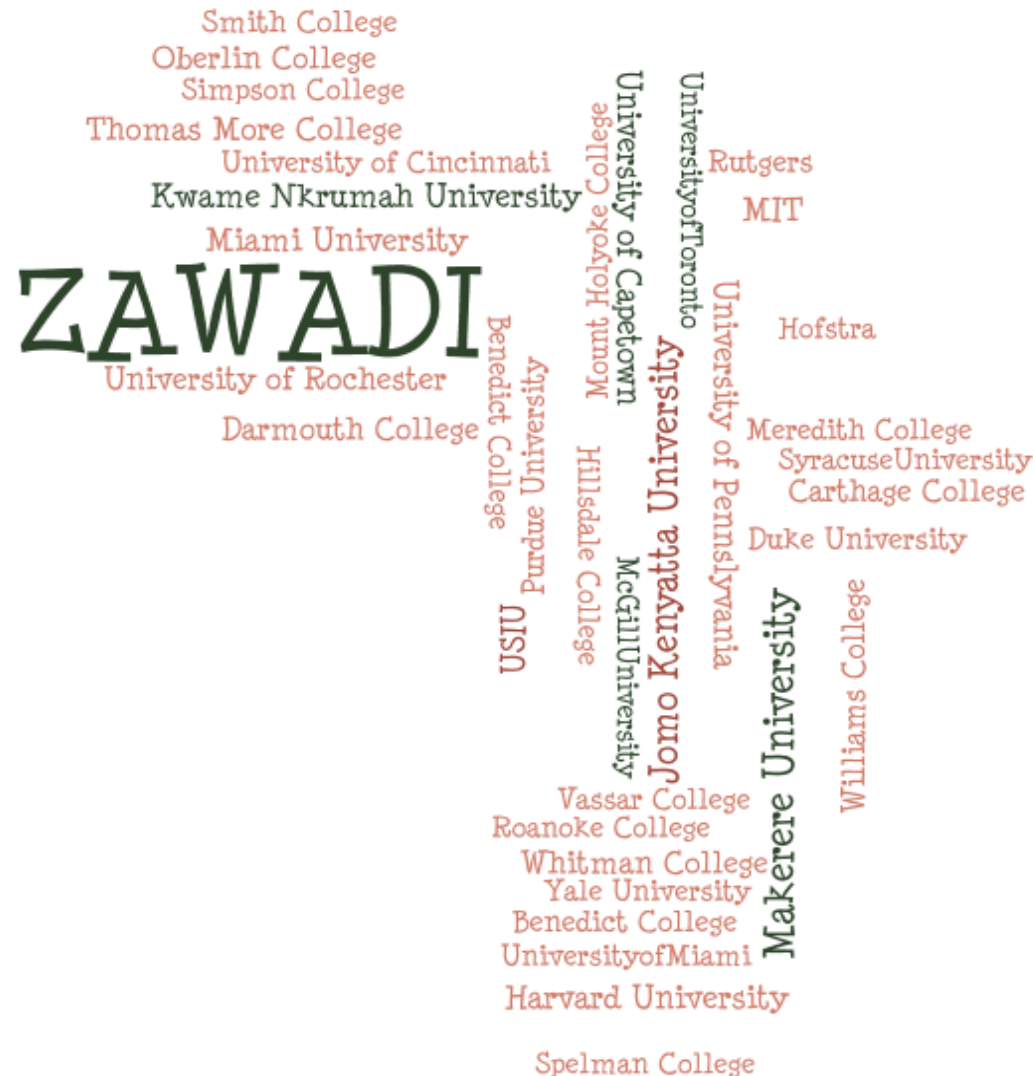 Smith College
Oberlin College
Simpson College
Thomas More College
University of Cincinnati
Kwame Nkrumah University
Miami University
ZAWADI
University of Rochester
Darmouth College
Benedict College
Purdue University
USIU
Hillsdale College
Mount Holyoke College
University of Capetown
McGillUniversity
Jomo Kenyatta University
UniversityofToronto
University of Pennslyvania
Rutgers
MIT
Hofstra
Meredith College
SyracuseUniversity
Carthage College
Duke University
Makerere University
Williams College
Vassar College
Roanoke College
Whitman College
Yale University
Benedict College
UniversityofMiami
Harvard University
Spelman College